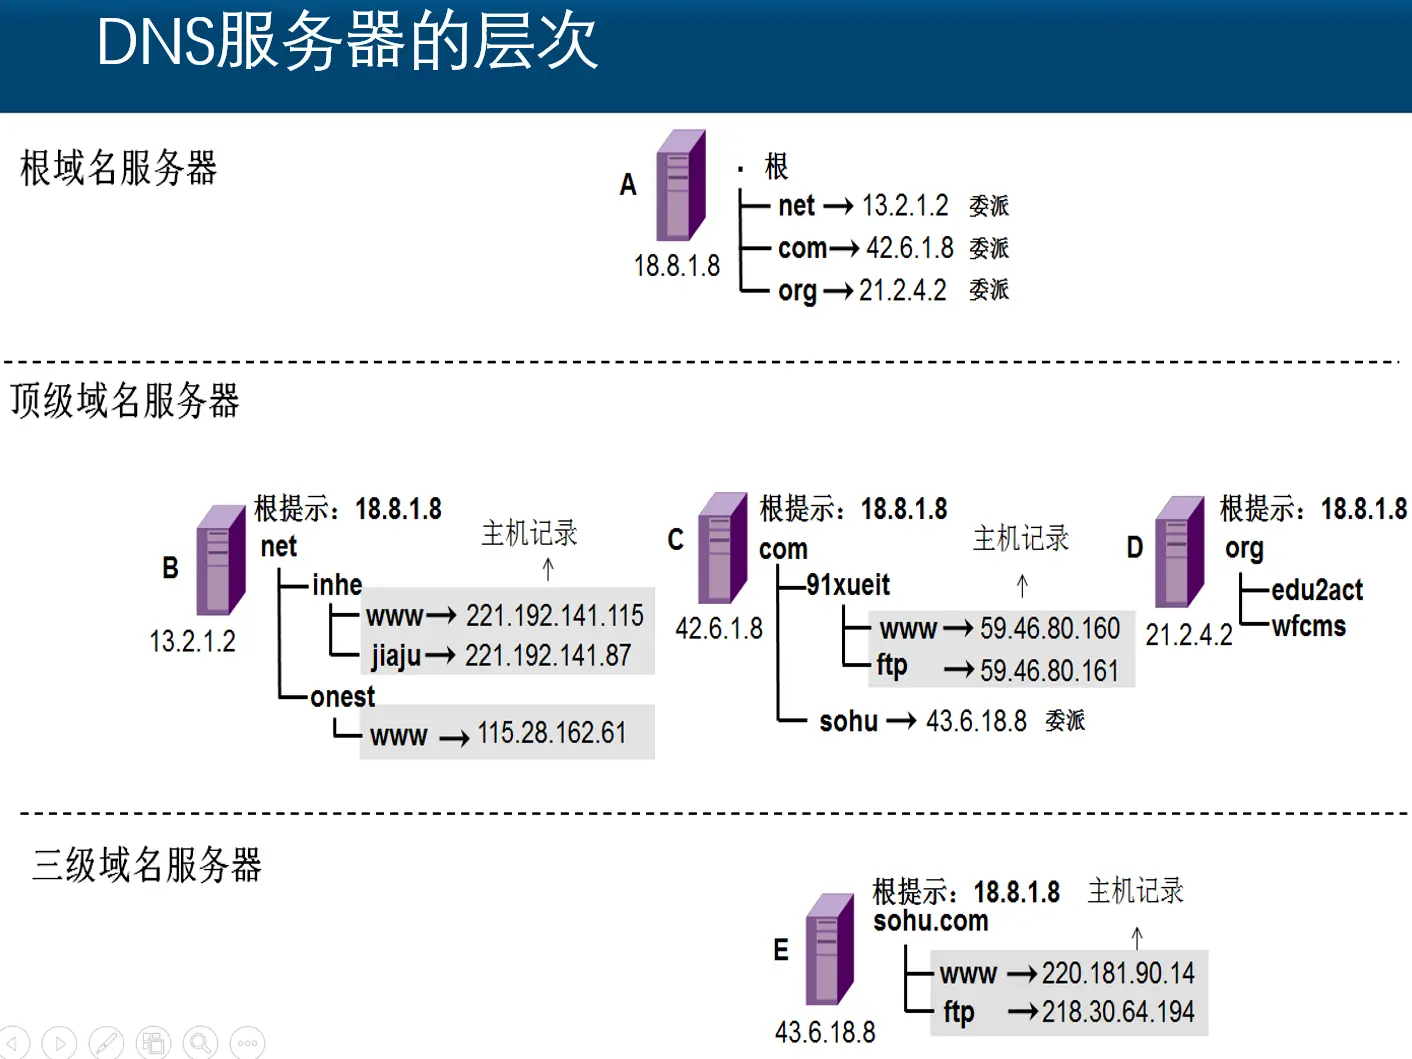 DNS服务器的层次
根域名服务器
A
18.8.1.8
· 根
net → 13.2.1.2 委派
com → 42.6.1.8 委派
org → 21.2.4.2 委派
顶级域名服务器
B
13.2.1.2
根提示：18.8.1.8
net
主机记录
inhe
www → 221.192.141.115
jiaju → 221.192.141.87
onest
www → 115.28.162.61
C
42.6.1.8
根提示：18.8.1.8
com
主机记录
91xueit
www → 59.46.80.160
ftp → 59.46.80.161
sohu → 43.6.18.8 委派
D
21.2.4.2
根提示：18.8.1.8
org
edu2act
wfcms
三级域名服务器
E
43.6.18.8
根提示：18.8.1.8 主机记录
sohu.com
www → 220.181.90.14
ftp → 218.30.64.194